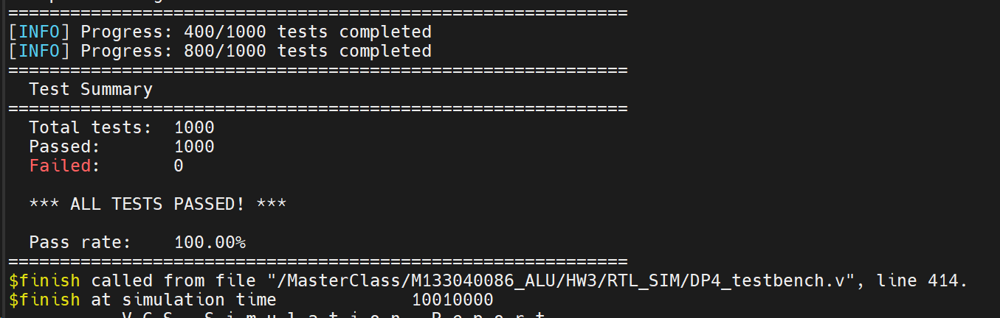 ============================================================
[INFO] Progress: 400/1000 tests completed
[INFO] Progress: 800/1000 tests completed
============================================================
Test Summary
============================================================
Total tests: 1000
Passed: 1000
Failed: 0
*** ALL TESTS PASSED! ***
Pass rate: 100.00%
============================================================
$finish called from file "/MasterClass/M133040086_ALU/HW3/RTL_SIM/DP4_testbench.v", line 414.
$finish at simulation time 10010000
V C S S i m u l a t i o n R e p o r t